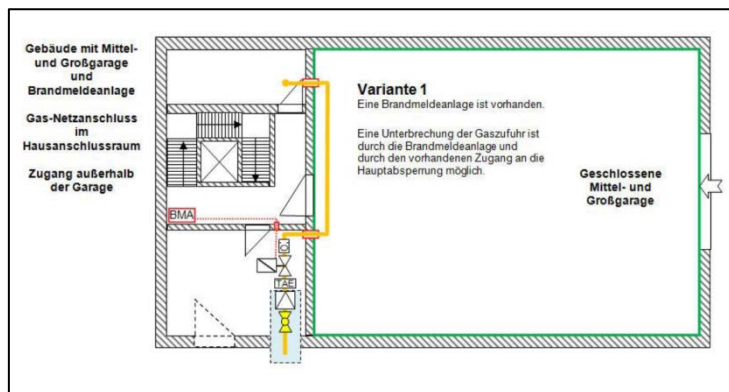 Gebäude mit Mittel-
und Großgarage
und
Brandmeldeanlage
Gas-Netzanschluss
im
Hausanschlussraum
Zugang außerhalb
der Garage
Variante 1
Eine Brandmeldeanlage ist vorhanden.
Eine Unterbrechung der Gaszufuhr ist
durch die Brandmeldeanlage und
durch den vorhandenen Zugang an die
Hauptabsperrung möglich.
Geschlossene
Mittel- und
Großgarage
BMA
TAE